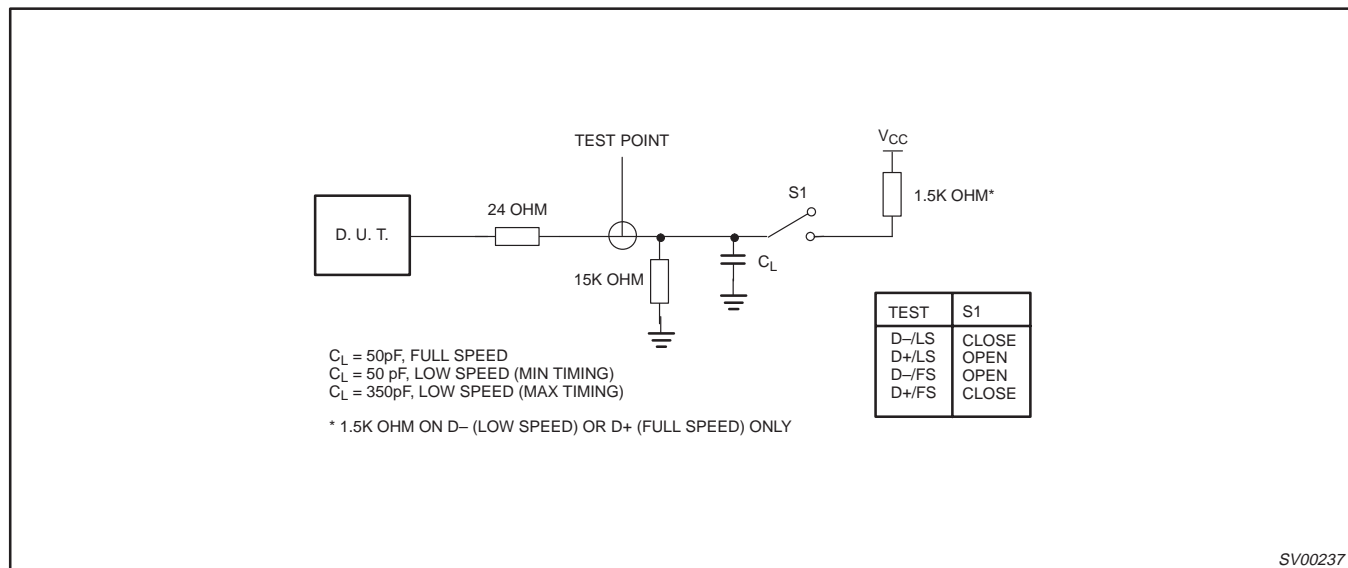 TEST POINT
VCC
S1
1.5K OHM*
24 OHM
D. U. T.
CL
15K OHM
TEST S1
D–/LS CLOSE
D+/LS OPEN
D–/FS OPEN
D+/FS CLOSE
CL = 50pF, FULL SPEED
CL = 50 pF, LOW SPEED (MIN TIMING)
CL = 350pF, LOW SPEED (MAX TIMING)
* 1.5K OHM ON D– (LOW SPEED) OR D+ (FULL SPEED) ONLY
SV00237